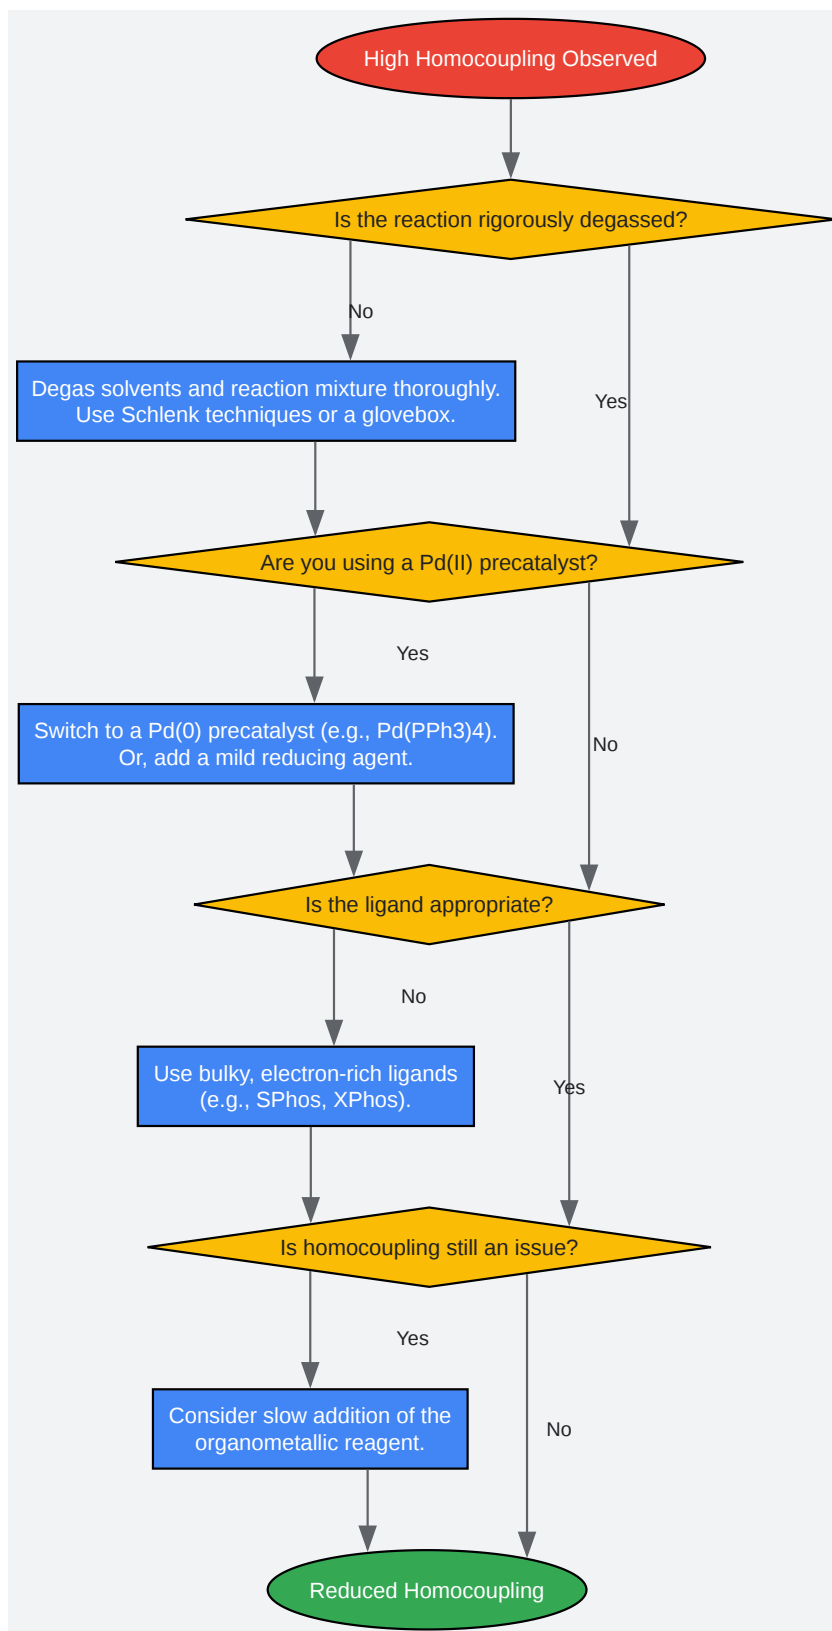 High Homocoupling Observed
Is the reaction rigorously degassed?
No
Degas solvents and reaction mixture thoroughly.
Use Schlenk techniques or a glovebox.
Yes
Are you using a Pd(II) precatalyst?
Yes
Switch to a Pd(0) precatalyst (e.g., Pd(PPh3)4).
Or, add a mild reducing agent.
No
Is the ligand appropriate?
No
Use bulky, electron-rich ligands
(e.g., SPhos, XPhos).
Yes
Is homocoupling still an issue?
Yes
Consider slow addition of the
organometallic reagent.
No
Reduced Homocoupling